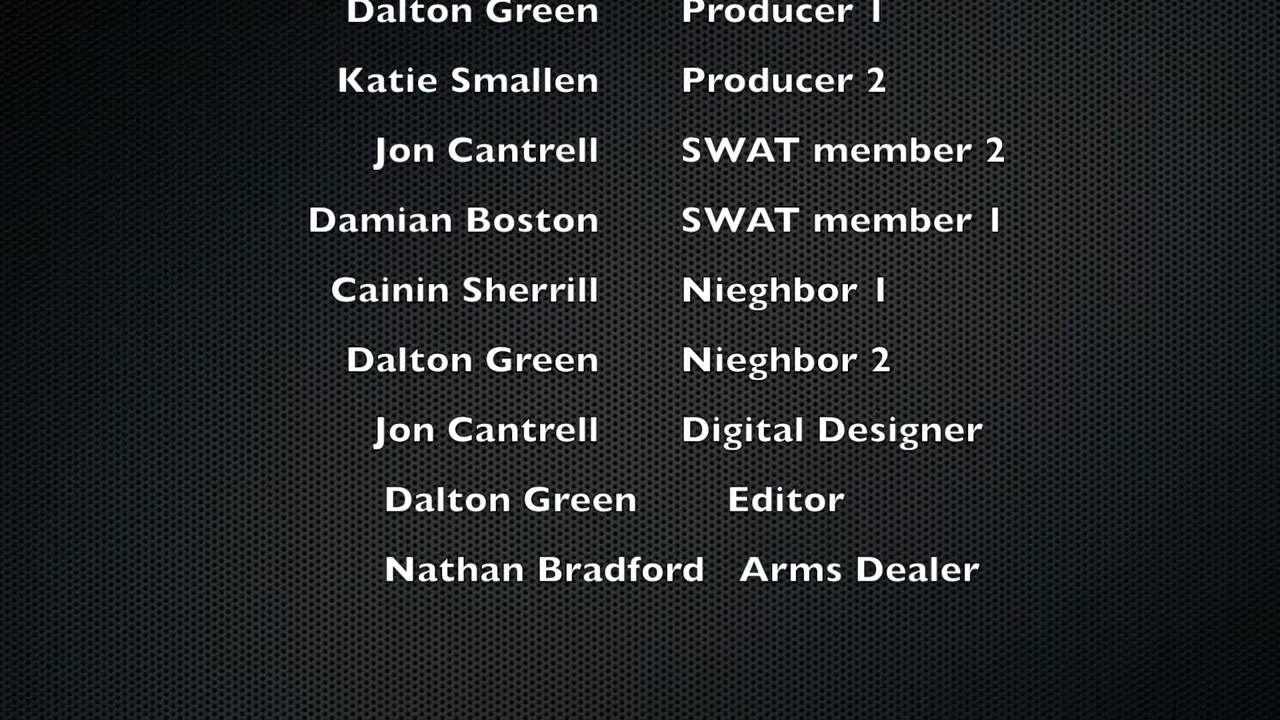 Dalton Green Producer 1
Katie Smallen Producer 2
Jon Cantrell SWAT member 2
Damian Boston SWAT member 1
Cainin Sherrill Nieghbor 1
Dalton Green Nieghbor 2
Jon Cantrell Digital Designer
Dalton Green Editor
Nathan Bradford Arms Dealer